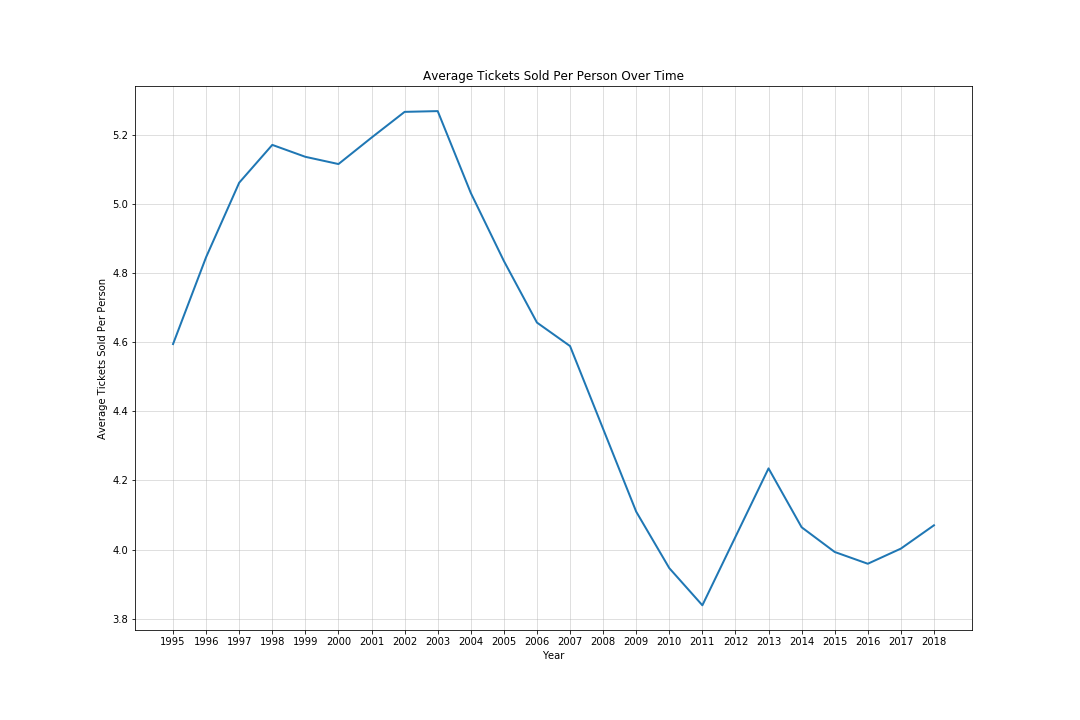 Average Tickets Sold Per Person Over Time
Average Tickets Sold Per Person
5.2
5.0
4.8
4.6
4.4
4.2
4.0
3.8
1995 1996 1997 1998 1999 2000 2001 2002 2003 2004 2005 2006 2007 2008 2009 2010 2011 2012 2013 2014 2015 2016 2017 2018
Year